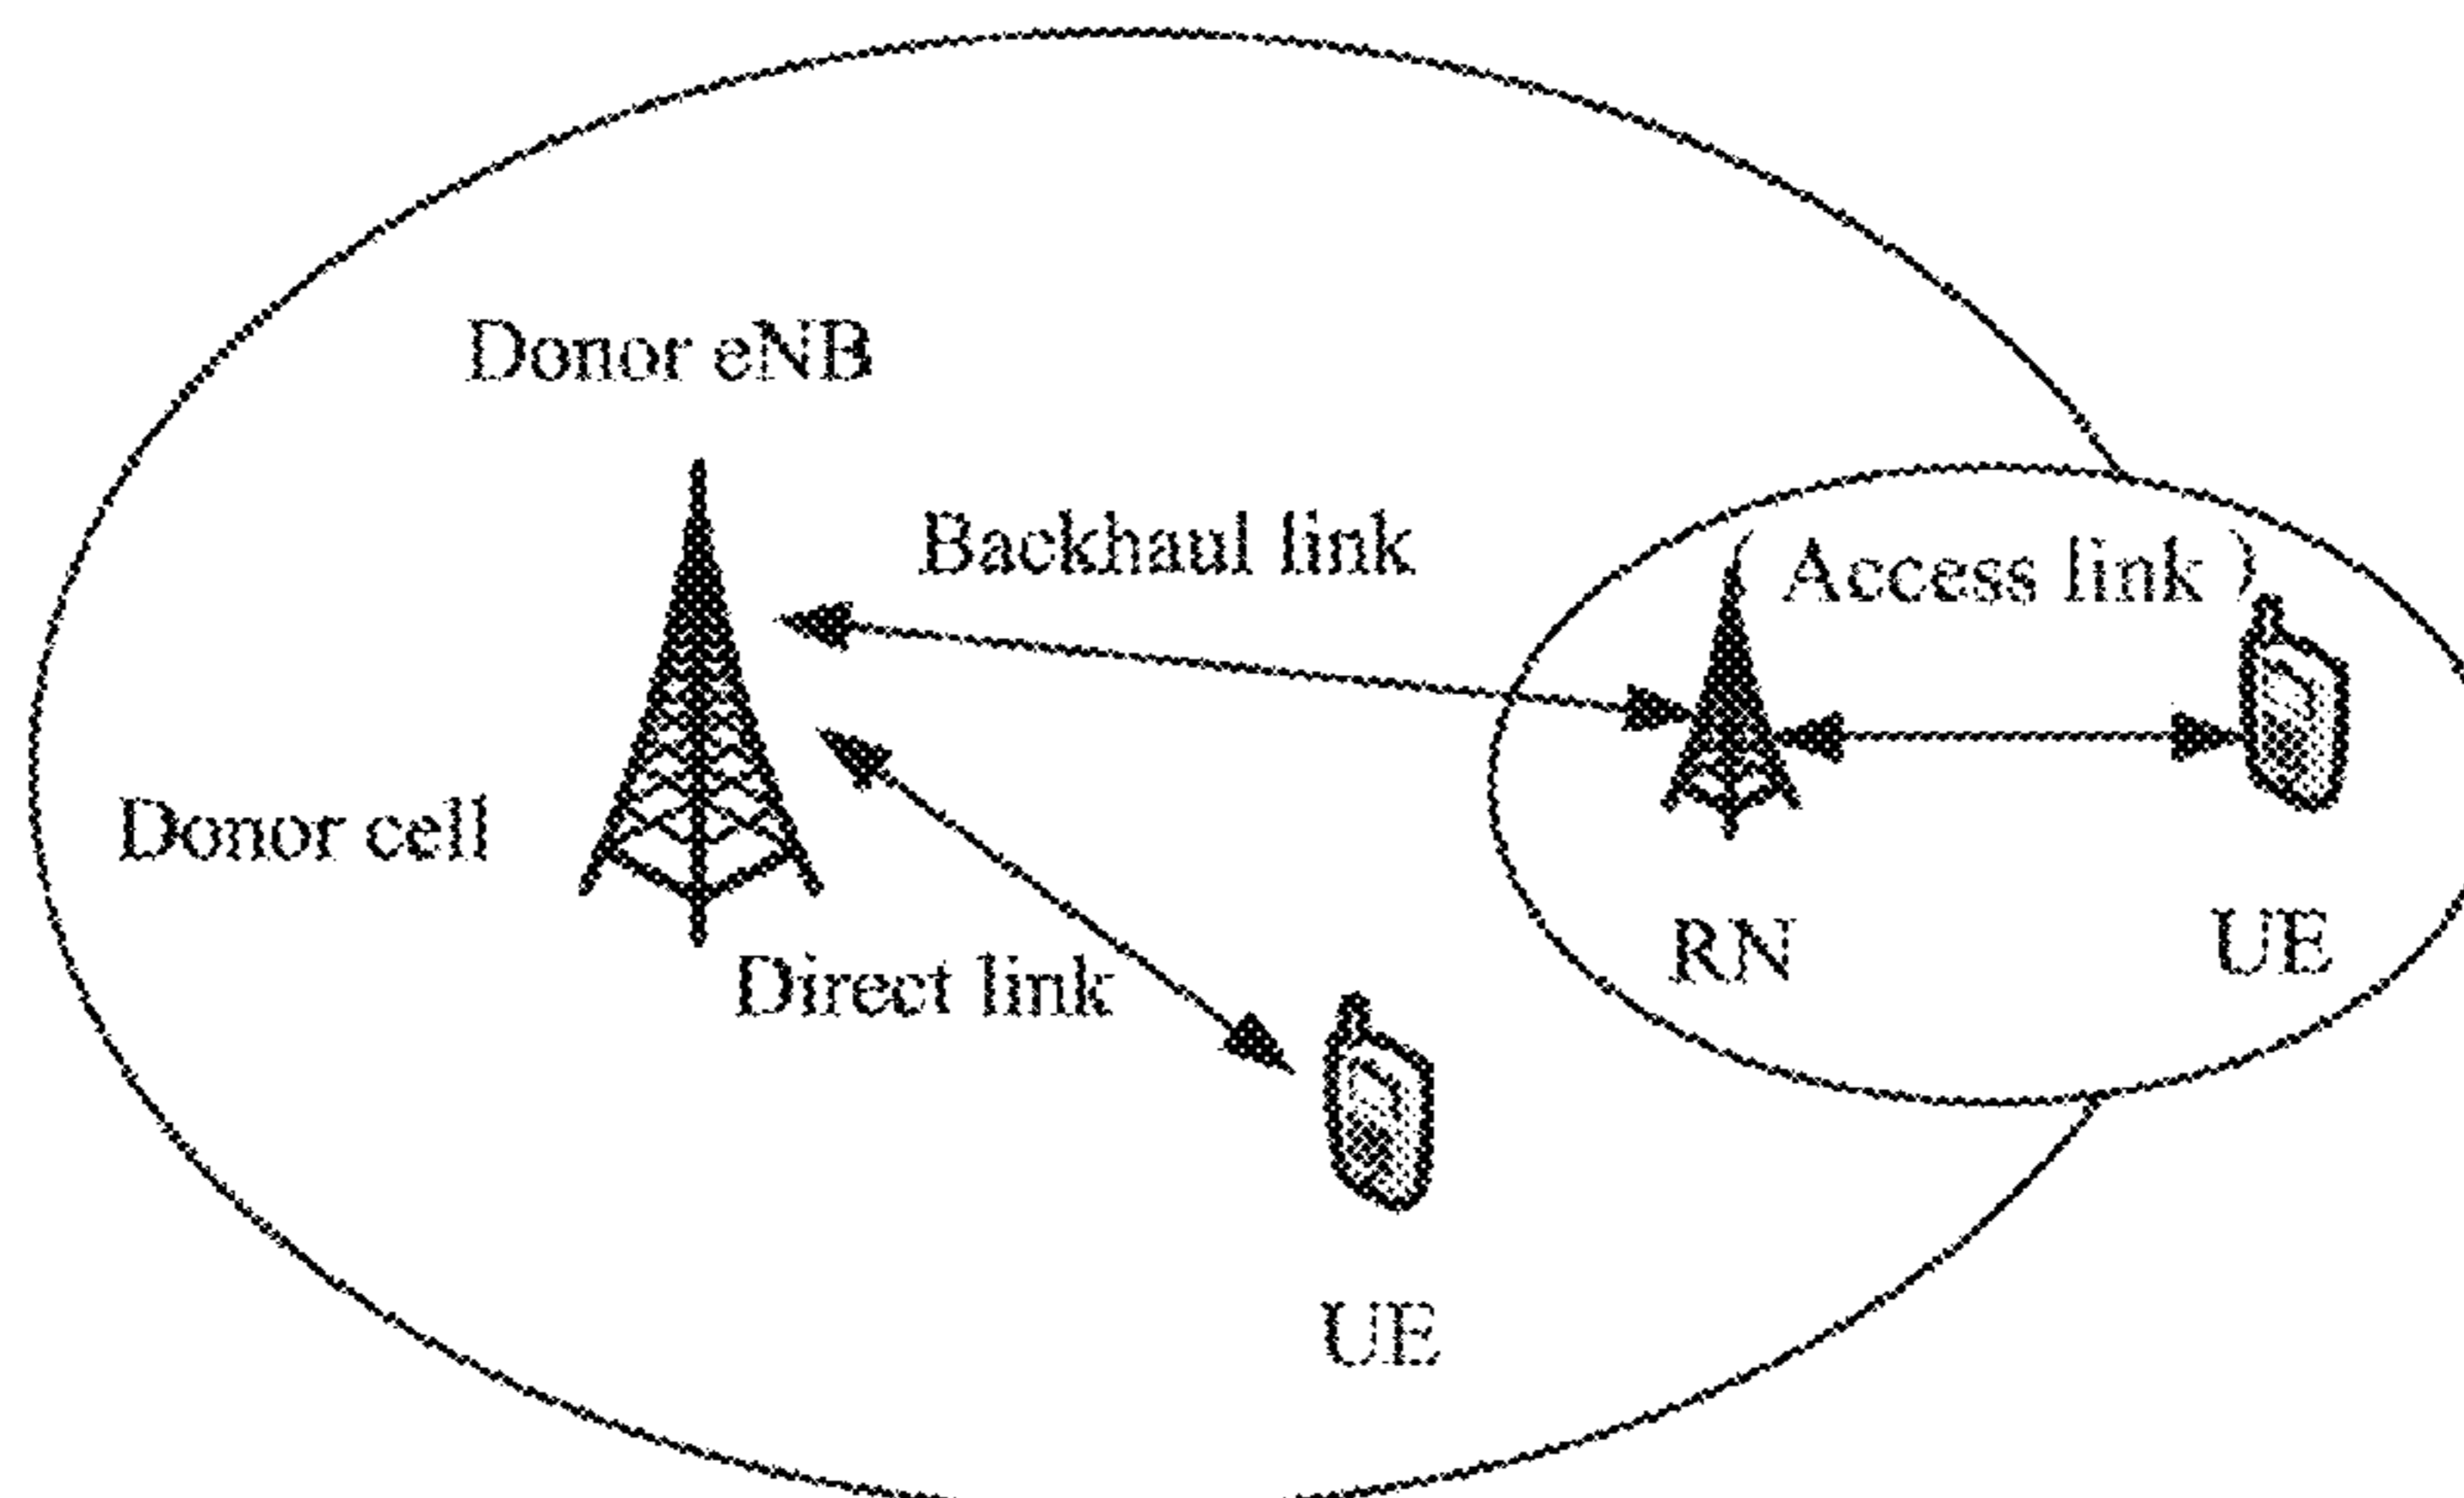 Donor eNB
Backhaul link
( Access link )
Donor cell
Direct link
RN
UE
UE